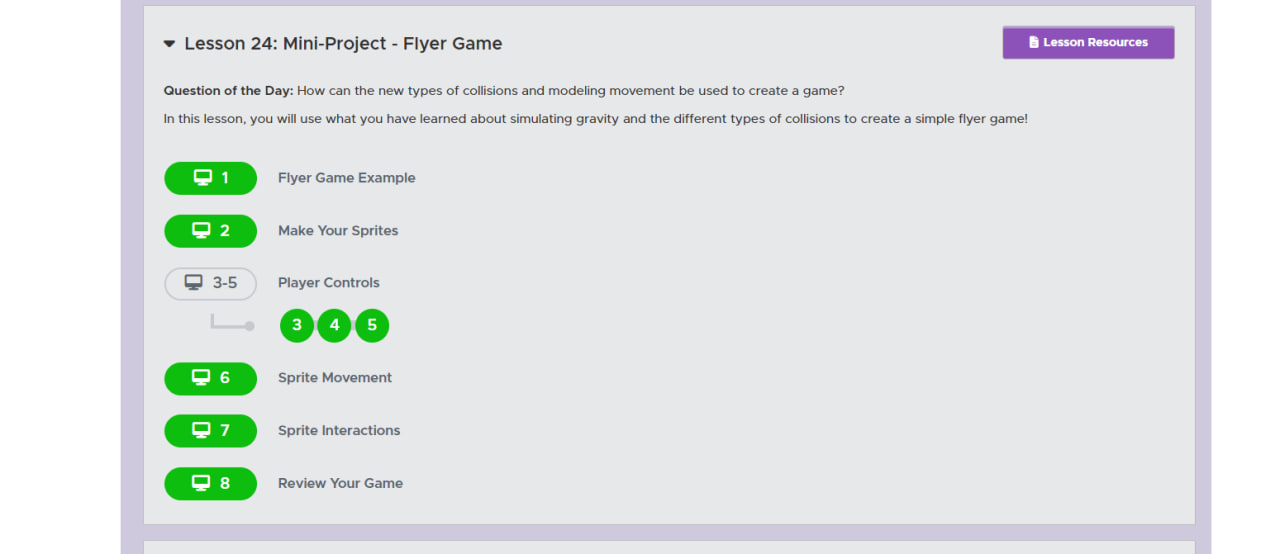 Lesson 24: Mini-Project - Flyer Game
Lesson Resources
Question of the Day: How can the new types of collisions and modeling movement be used to create a game?
In this lesson, you will use what you have learned about simulating gravity and the different types of collisions to create a simple flyer game!
1 Flyer Game Example
2 Make Your Sprites
3-5 Player Controls
3 4 5
6 Sprite Movement
7 Sprite Interactions
8 Review Your Game